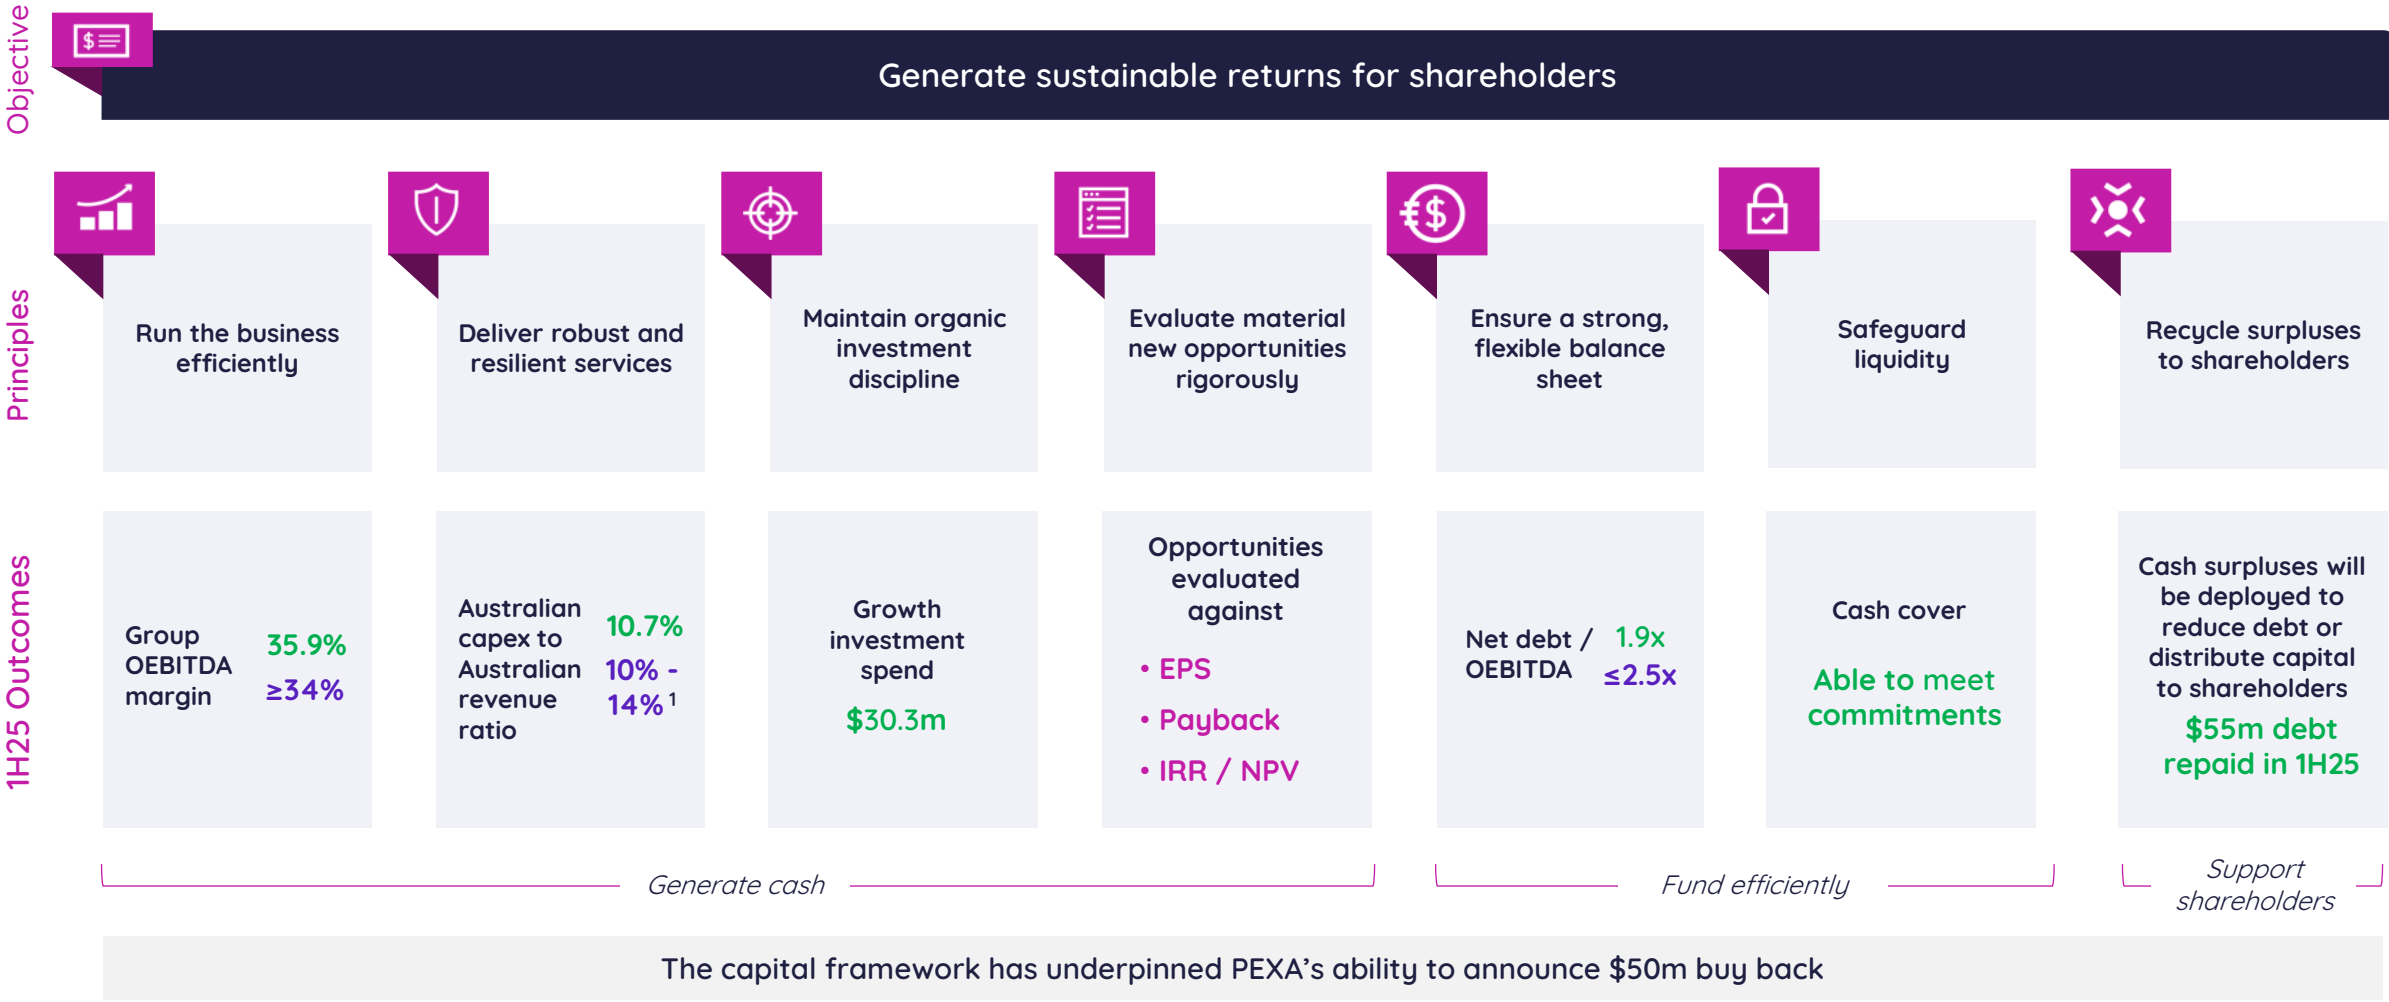 Objective
Generate sustainable returns for shareholders
Principles
Run the business
efficiently
Deliver robust and
resilient services
Maintain organic
investment
discipline
Evaluate material
new opportunities
rigorously
Ensure a strong,
flexible balance
sheet
Safeguard
liquidity
Recycle surpluses
to shareholders
1H25 Outcomes
Group
OEBITDA
margin
35.9%
≥34%
Australian
capex to
Australian
revenue
ratio
10.7%
10% -
14% 1
Growth
investment
spend
$30.3m
Opportunities
evaluated
against
• EPS
• Payback
• IRR / NPV
Net debt /
OEBITDA
1.9x
≤2.5x
Cash cover
Able to meet
commitments
Cash surpluses will
be deployed to
reduce debt or
distribute capital
to shareholders
$55m debt
repaid in 1H25
Generate cash
Fund efficiently
Support
shareholders
The capital framework has underpinned PEXA’s ability to announce $50m buy back